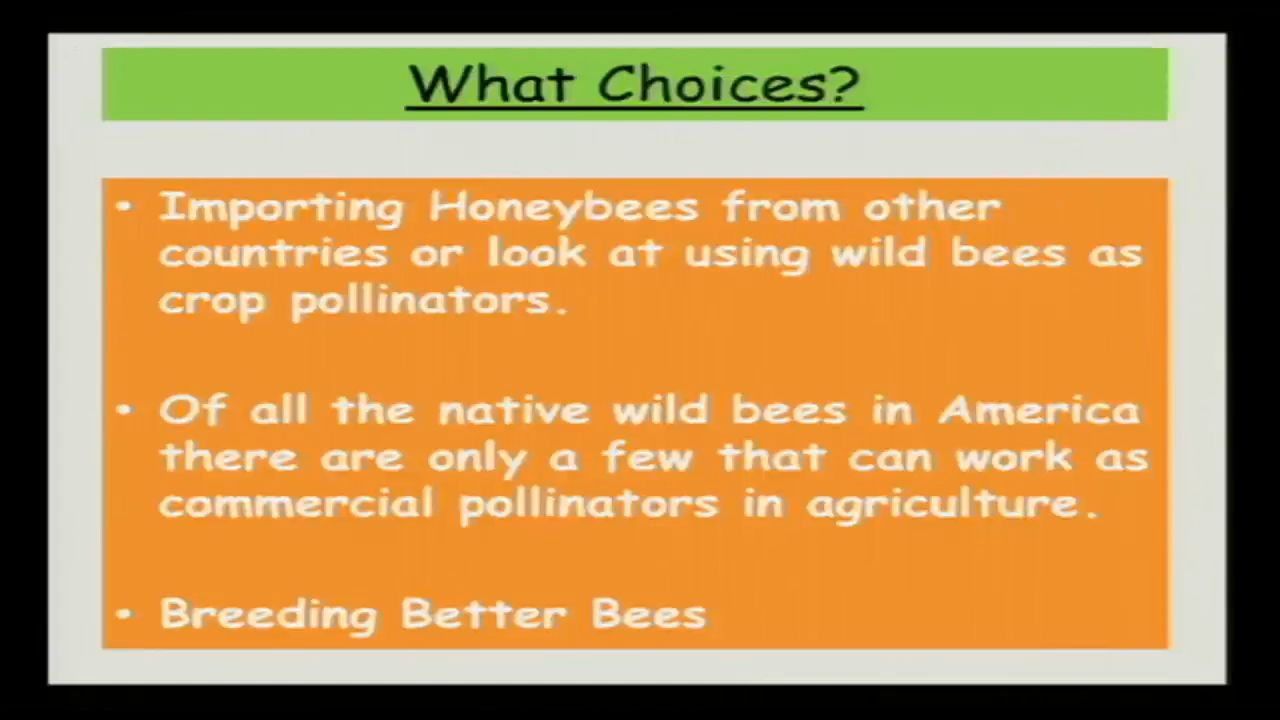 What Choices?
• Importing Honeybees from other
countries or look at using wild bees as
crop pollinators.
• Of all the native wild bees in America
there are only a few that can work as
commercial pollinators in agriculture.
• Breeding Better Bees